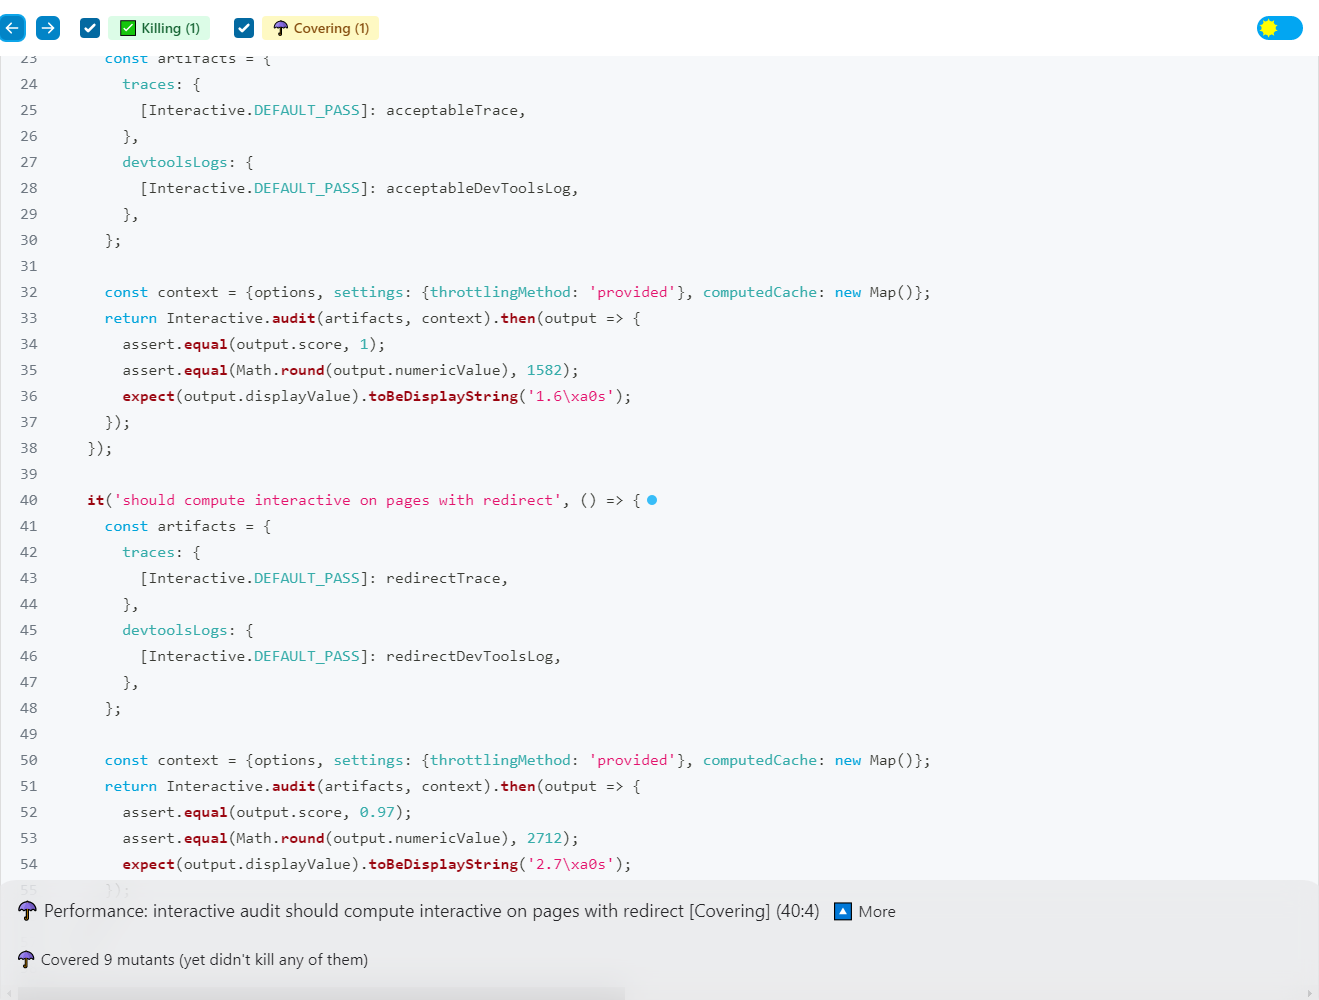 Killing (1) Covering (1)
23 const artifacts = {
24 traces: {
25 [Interactive.DEFAULT_PASS]: acceptableTrace,
26 },
27 devtoolsLogs: {
28 [Interactive.DEFAULT_PASS]: acceptableDevToolsLog,
29 },
30 };
31
32 const context = {options, settings: {throttlingMethod: 'provided'}, computedCache: new Map()};
33 return Interactive.audit(artifacts, context).then(output => {
34 assert.equal(output.score, 1);
35 assert.equal(Math.round(output.numericValue), 1582);
36 expect(output.displayValue).toBeDisplayString('1.6\xa0s');
37 });
38 });
39
40 it('should compute interactive on pages with redirect', () => {
41 const artifacts = {
42 traces: {
43 [Interactive.DEFAULT_PASS]: redirectTrace,
44 },
45 devtoolsLogs: {
46 [Interactive.DEFAULT_PASS]: redirectDevToolsLog,
47 },
48 };
49
50 const context = {options, settings: {throttlingMethod: 'provided'}, computedCache: new Map()};
51 return Interactive.audit(artifacts, context).then(output => {
52 assert.equal(output.score, 0.97);
53 assert.equal(Math.round(output.numericValue), 2712);
54 expect(output.displayValue).toBeDisplayString('2.7\xa0s');
55 });
Performance: interactive audit should compute interactive on pages with redirect [Covering] (40:4) More
Covered 9 mutants (yet didn't kill any of them)